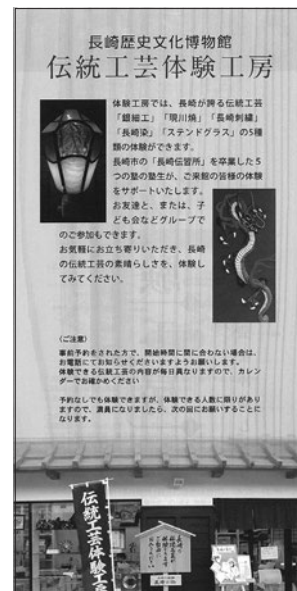 長崎歴史文化博物館
伝統工芸体験工房
体験工房では、長崎が誇る伝統工芸
「銀細工」「現川焼」「長崎刺繍」
「長崎染」「ステンドグラス」の5種
類の体験ができます。
長崎市の「長崎伝習所」を卒業した5
つの塾の塾生が、ご来館の皆様の体験
をサポートいたします。
お友達と、または、子
ども会などグループで
のご参加もできます。
お気軽にお立ち寄りいただき、長崎
の伝統工芸の素晴らしさを、体験し
てみてください。
〈ご注意〉
事前予約をされた方で、開始時間に間に合わない場合は、
お電話にてお知らせくださいますようお願いします。
体験できる伝統工芸の内容が毎日異なりますので、カレン
ダーでお確かめください
予約なしでも体験できますが、体験できる人数に限りがあり
ますので、満員になりましたら、次の回にお願いすることに
なります。
伝統工芸体験工房